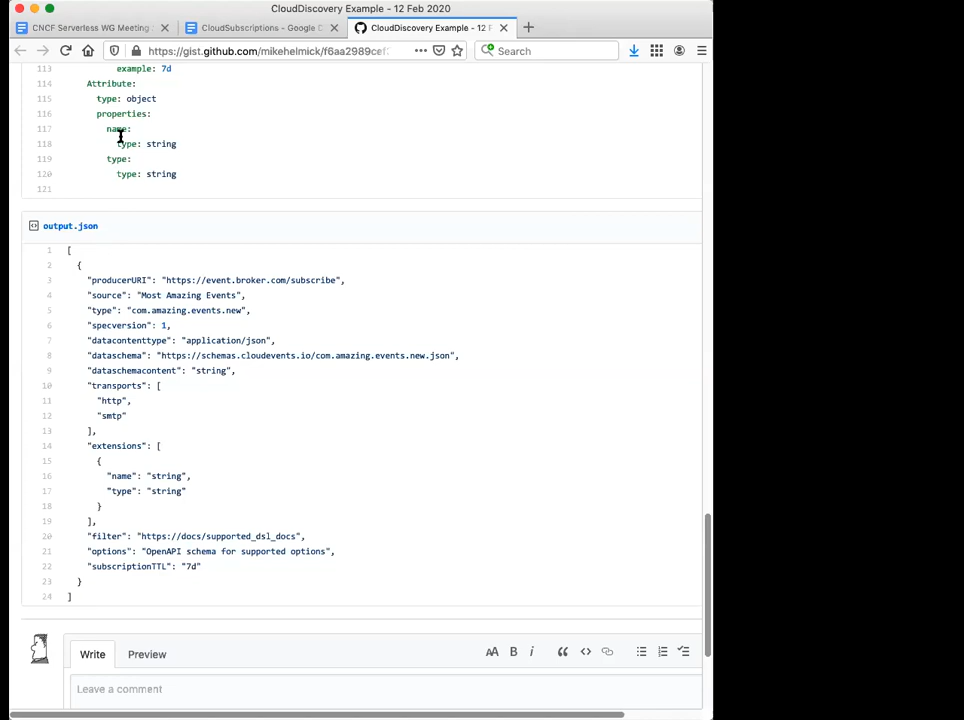 CloudDiscovery Example - 12 Feb 2020
CNCF Serverless WG Meeting
CloudSubscriptions - Google D
CloudDiscovery Example - 12 F
https://gist.github.com/mikehelmick/f6aa2989cef
Search
113 example: 7d
114 Attribute:
115 type: object
116 properties:
117 name:
118 type: string
119 type:
120 type: string
121
output.json
1 [
2 {
3 "producerURI": "https://event.broker.com/subscribe",
4 "source": "Most Amazing Events",
5 "type": "com.amazing.events.new",
6 "specversion": 1,
7 "datacontenttype": "application/json",
8 "dataschema": "https://schemas.cloudevents.io/com.amazing.events.new.json",
9 "dataschemacontent": "string",
10 "transports": [
11 "http",
12 "smtp"
13 ],
14 "extensions": [
15 {
16 "name": "string",
17 "type": "string"
18 }
19 ],
20 "filter": "https://docs/supported_dsl_docs",
21 "options": "OpenAPI schema for supported options",
22 "subscriptionTTL": "7d"
23 }
24 ]
Write
Preview
AA B i
Leave a comment